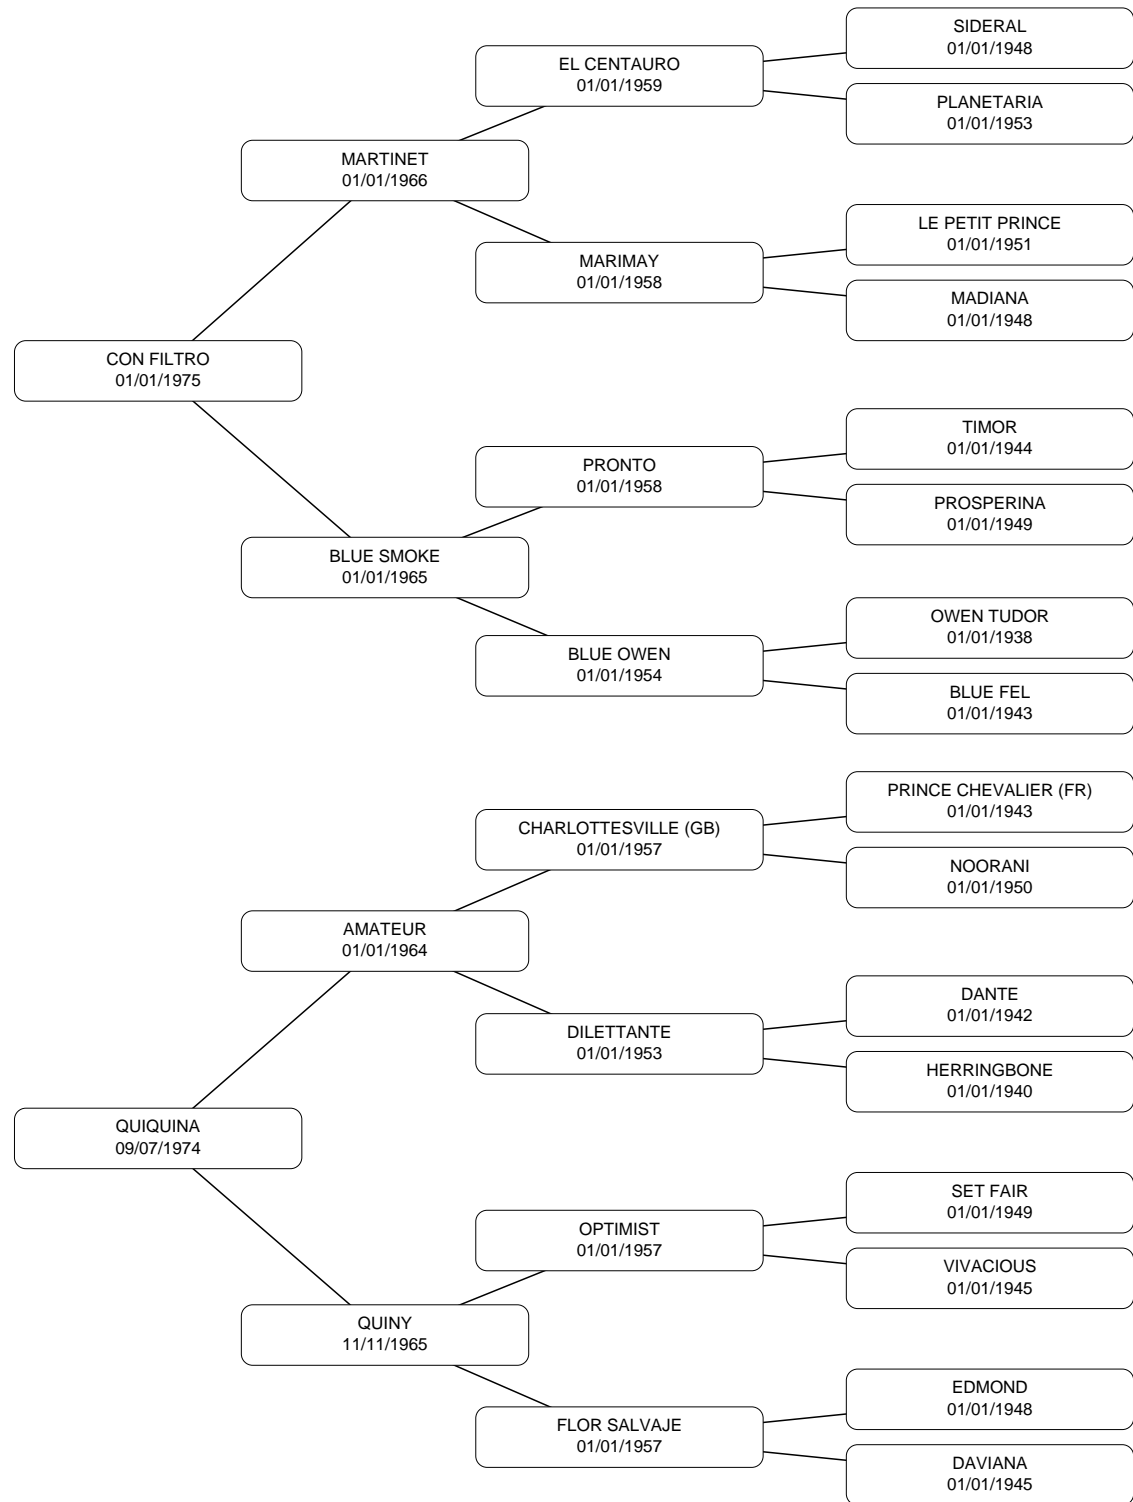 SIDERAL
01/01/1948
EL CENTAURO
01/01/1959
PLANETARIA
01/01/1953
MARTINET
01/01/1966
LE PETIT PRINCE
01/01/1951
MARIMAY
01/01/1958
MADIANA
01/01/1948
CON FILTRO
01/01/1975
TIMOR
01/01/1944
PRONTO
01/01/1958
PROSPERINA
01/01/1949
BLUE SMOKE
01/01/1965
OWEN TUDOR
01/01/1938
BLUE OWEN
01/01/1954
BLUE FEL
01/01/1943
PRINCE CHEVALIER (FR)
01/01/1943
CHARLOTTESVILLE (GB)
01/01/1957
NOORANI
01/01/1950
AMATEUR
01/01/1964
DANTE
01/01/1942
DILETTANTE
01/01/1953
HERRINGBONE
01/01/1940
QUIQUINA
09/07/1974
SET FAIR
01/01/1949
OPTIMIST
01/01/1957
VIVACIOUS
01/01/1945
QUINY
11/11/1965
EDMOND
01/01/1948
FLOR SALVAJE
01/01/1957
DAVIANA
01/01/1945